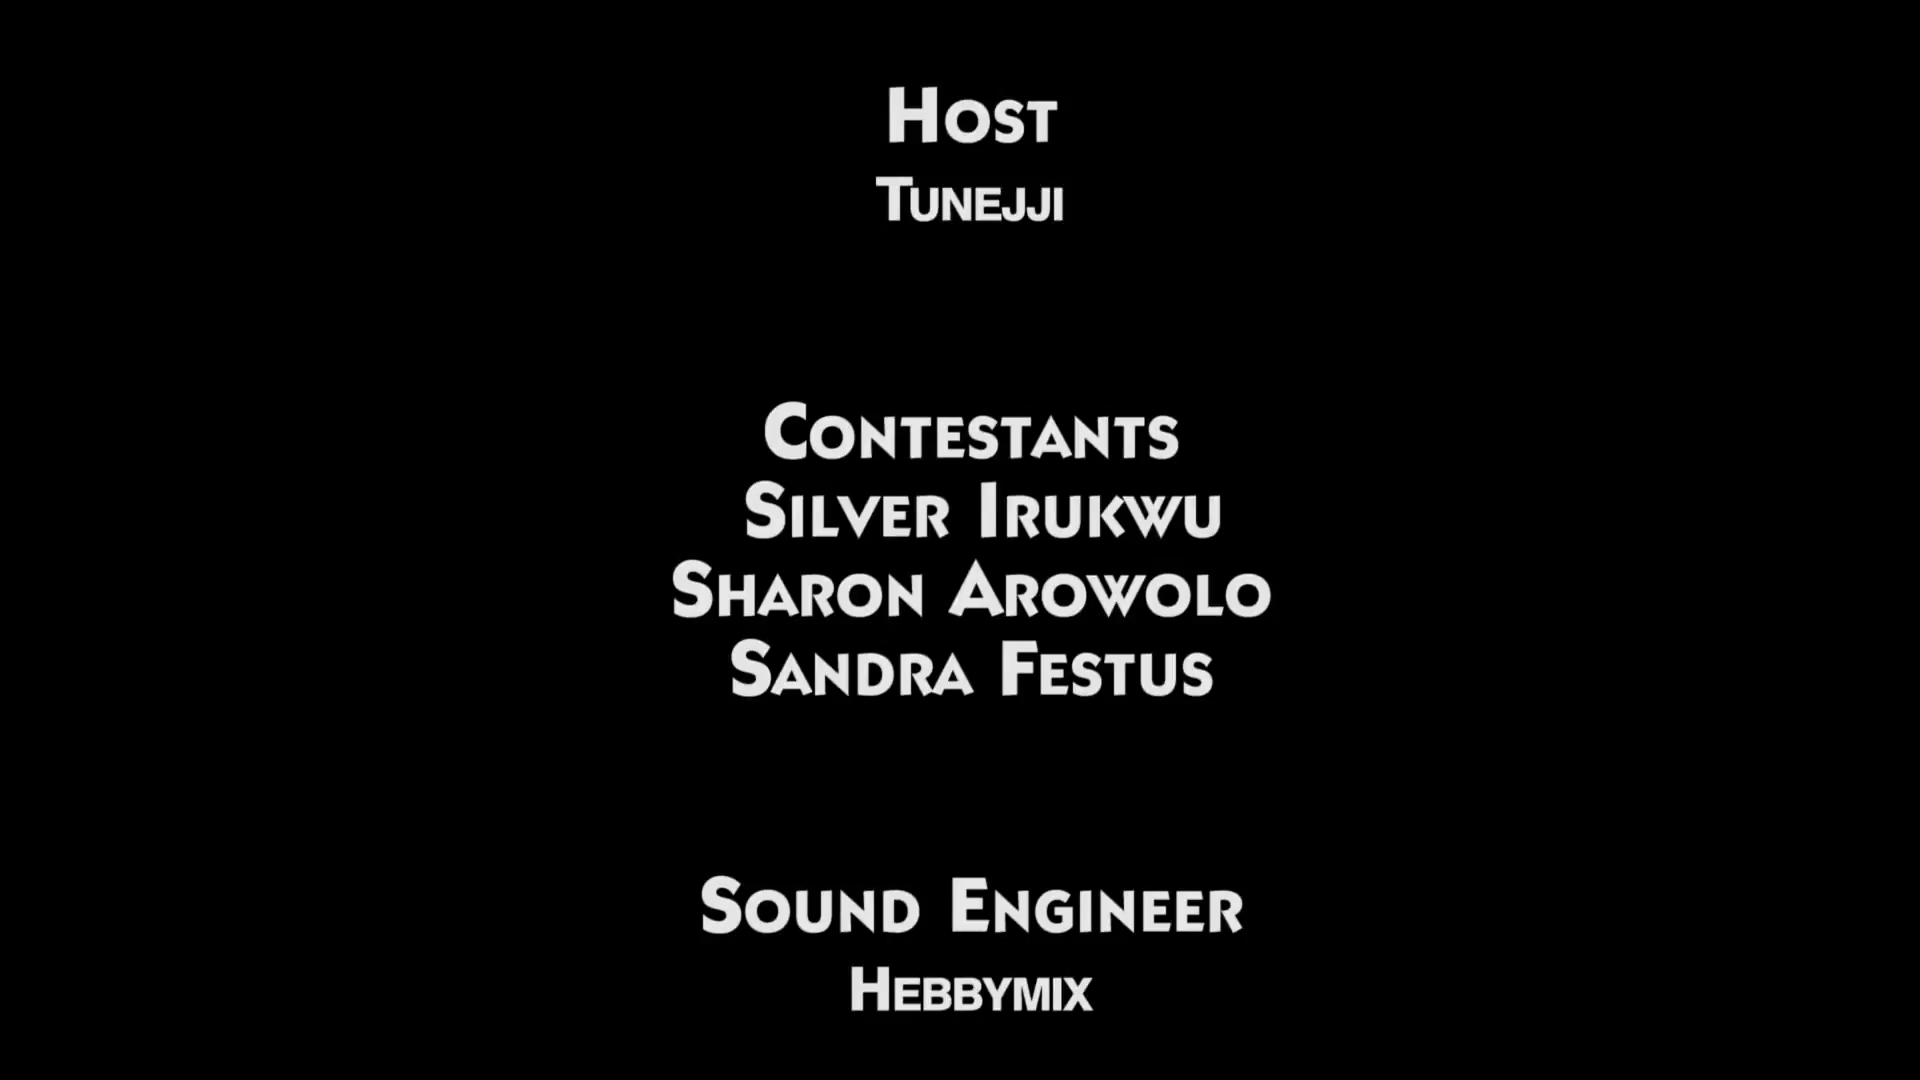 Host
Tunejji
Contestants
Silver Irukwu
Sharon Arowolo
Sandra Festus
Sound Engineer
Hebbymix